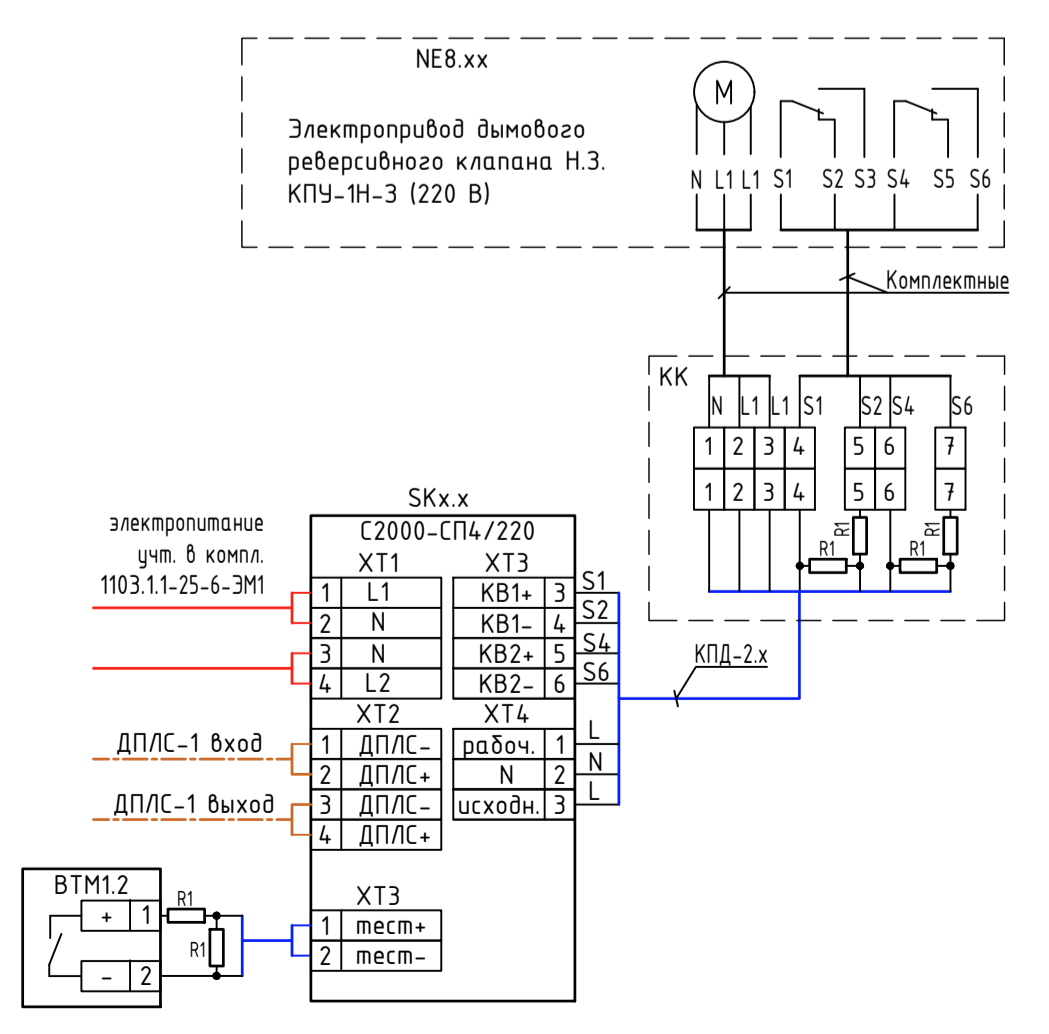 NE8.xx
Электропривод дымового
реверсивного клапана Н.З.
КПУ-1Н-З (220 В)
M
N L1 L1 S1 S2 S3 S4 S5 S6
Комплектные
КК
N L1 L1 S1 S2 S4 S6
1 2 3 4 5 6 7
1 2 3 4 5 6 7
R1 R1
R1 R1
SKx.x
электропитание
учт. в компл.
1103.1.1-25-6-ЭМ1
С2000-СП4/220
XT1 XT3
1 L1 КВ1+ 3 S1
2 N КВ1- 4 S2
3 N КВ2+ 5 S4
4 L2 КВ2- 6 S6
КПД-2.x
XT2 XT4
ДПЛС-1 вход
1 ДПЛС- рабоч. 1 L
2 ДПЛС+ N 2 N
ДПЛС-1 выход
3 ДПЛС- исходн. 3 L
4 ДПЛС+
BTM1.2
XT3
+ 1 R1
1 тест+
R1
2 тест-
- 2